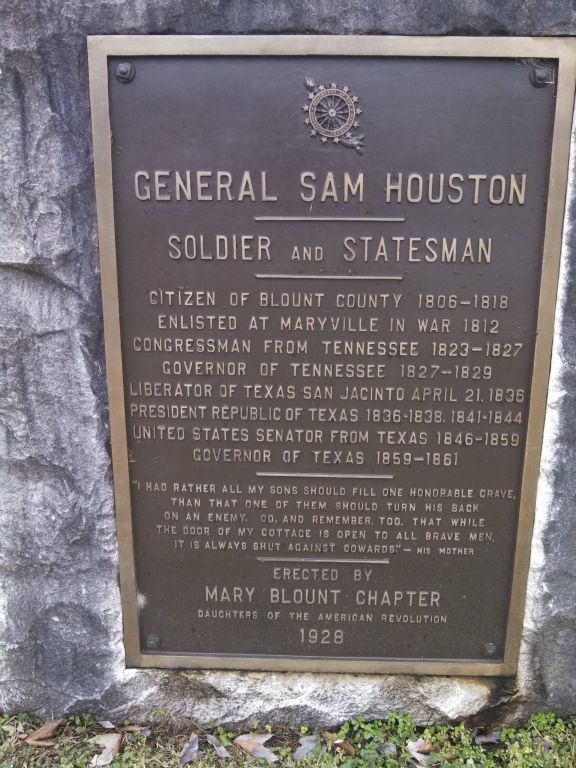 GENERAL SAM HOUSTON
SOLDIER AND STATESMAN
CITIZEN OF BLOUNT COUNTY 1806-1818
ENLISTED AT MARYVILLE IN WAR 1812
CONGRESSMAN FROM TENNESSEE 1823-1827
GOVERNOR OF TENNESSEE 1827-1829
LIBERATOR OF TEXAS SAN JACINTO APRIL 21, 1836
PRESIDENT REPUBLIC OF TEXAS 1836-1838, 1841-1844
UNITED STATES SENATOR FROM TEXAS 1846-1859
GOVERNOR OF TEXAS 1859-1861
"I HAD RATHER ALL MY SONS SHOULD FILL ONE HONORABLE GRAVE,
THAN THAT ONE OF THEM SHOULD TURN HIS BACK
ON AN ENEMY. GO, AND REMEMBER, TOO, THAT WHILE
THE DOOR OF MY COTTAGE IS OPEN TO ALL BRAVE MEN,
IT IS ALWAYS SHUT AGAINST COWARDS." — HIS MOTHER
ERECTED BY
MARY BLOUNT CHAPTER
DAUGHTERS OF THE AMERICAN REVOLUTION
1928